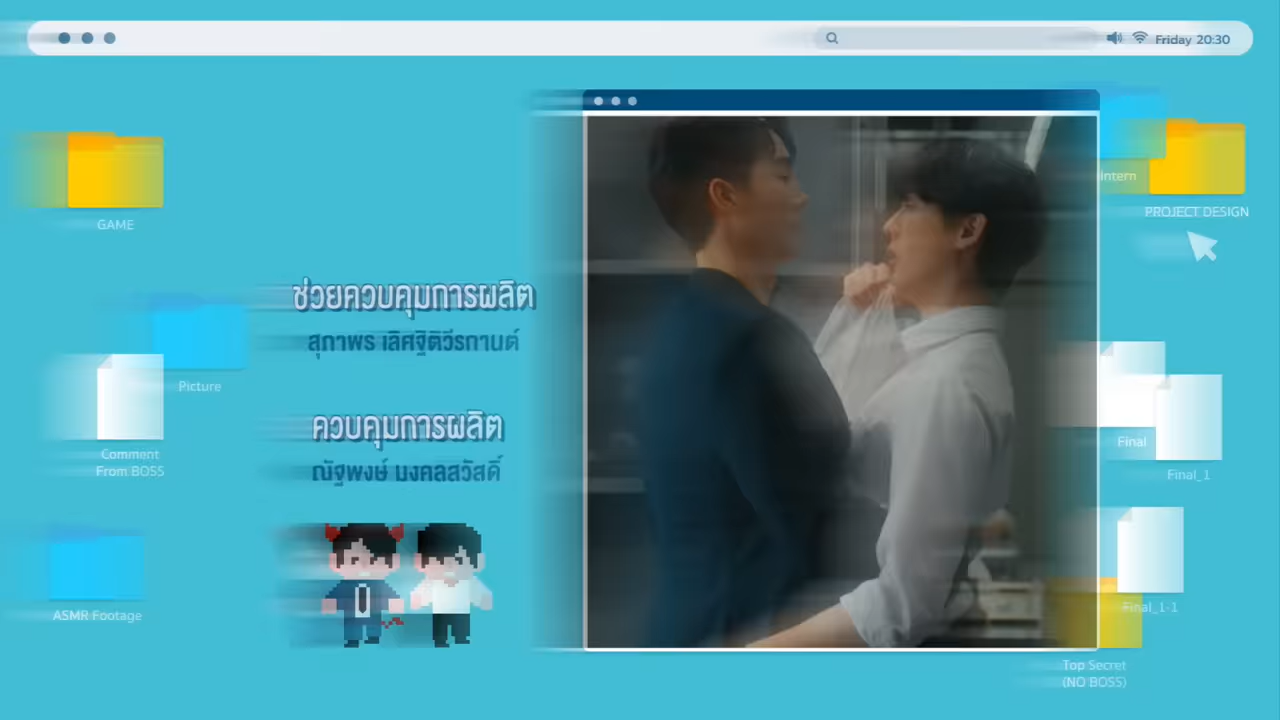 Friday 20:30
GAME
Intern
PROJECT DESIGN
ช่วยควบคุมการผลิต
สุภาพร เลิศฐิติวีรกานต์
Picture
ควบคุมการผลิต
ณัฐพงษ์ มงคลสวัสดิ์
Comment
From BOSS
Final
Final_1
ASMR Footage
Final_1-1
Top Secret
(NO BOSS)